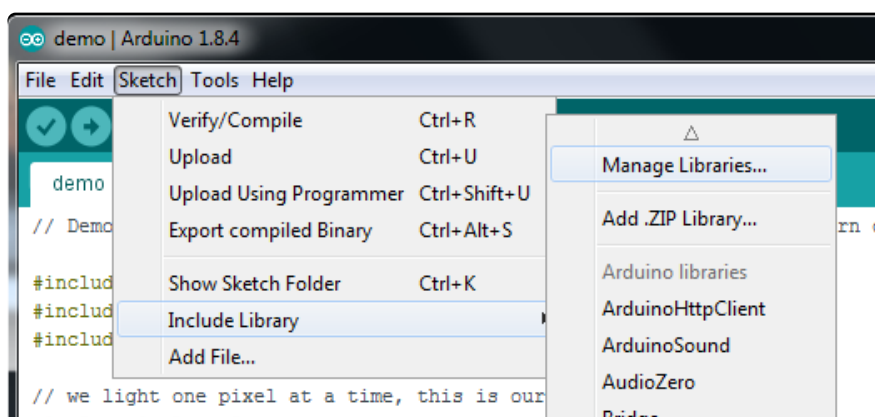 demo | Arduino 1.8.4
File Edit Sketch Tools Help
demo
Verify/Compile Ctrl+R
Upload Ctrl+U
Upload Using Programmer Ctrl+Shift+U
Export compiled Binary Ctrl+Alt+S
Show Sketch Folder Ctrl+K
Include Library
Add File...
Manage Libraries...
Add .ZIP Library...
Arduino libraries
ArduinoHttpClient
ArduinoSound
AudioZero
Bridge
// Demo
rn
#includ
#includ
#includ
// we light one pixel at a time, this is our